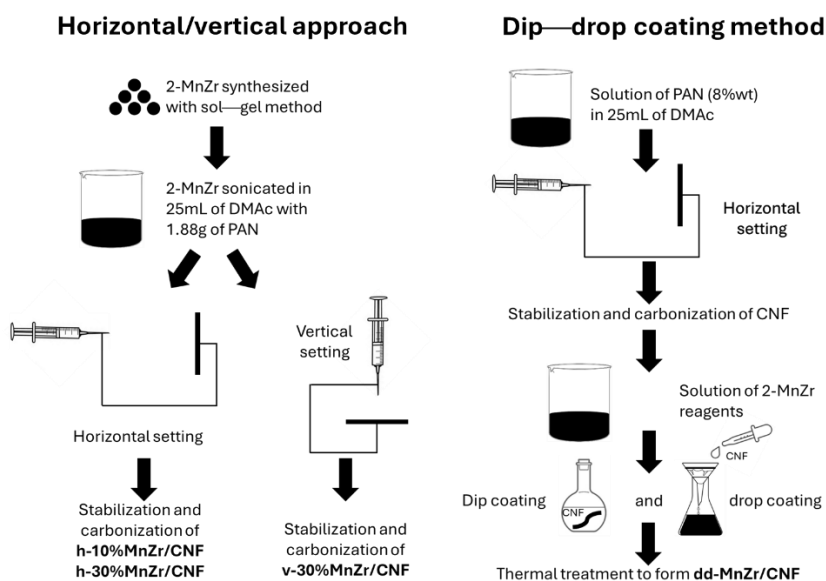 Horizontal/vertical approach
2-MnZr synthesized
with sol—gel method
2-MnZr sonicated in
25mL of DMAc with
1.88g of PAN
Vertical
setting
Horizontal setting
Stabilization and
carbonization of
h-10%MnZr/CNF
h-30%MnZr/CNF
Stabilization and
carbonization of
v-30%MnZr/CNF
Dip—drop coating method
Solution of PAN (8%wt)
in 25mL of DMAc
Horizontal
setting
Stabilization and carbonization of CNF
Solution of 2-MnZr
reagents
CNF
Dip coating
CNF
and
drop coating
Thermal treatment to form dd-MnZr/CNF